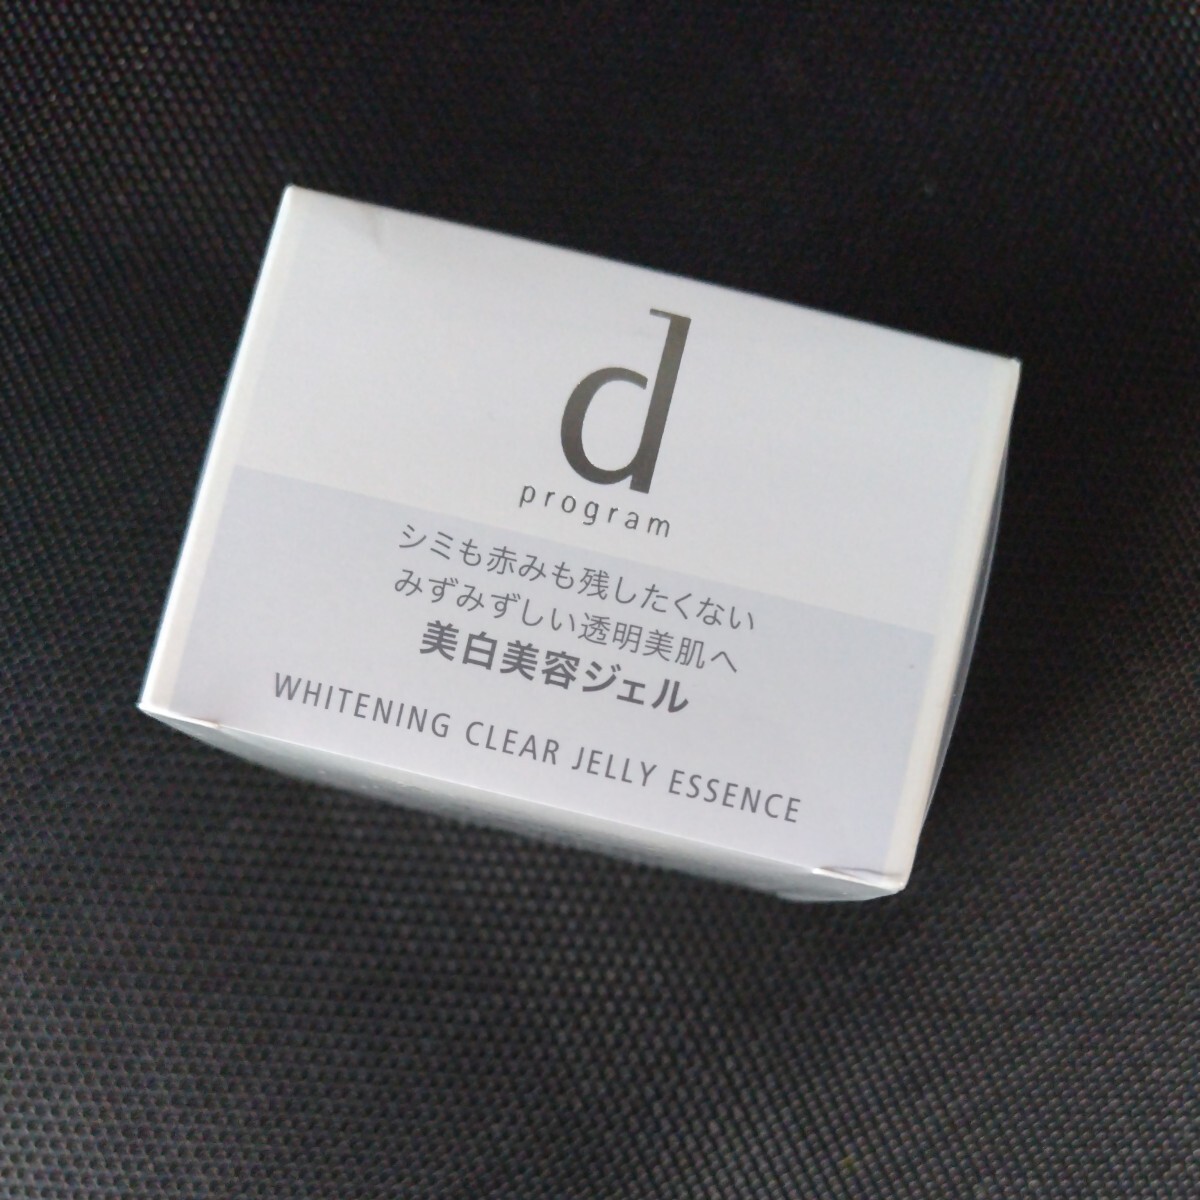 d
program
シミも赤みも残したくない
みずみずしい透明美肌へ
美白美容ジェル
WHITENING CLEAR JELLY ESSENCE